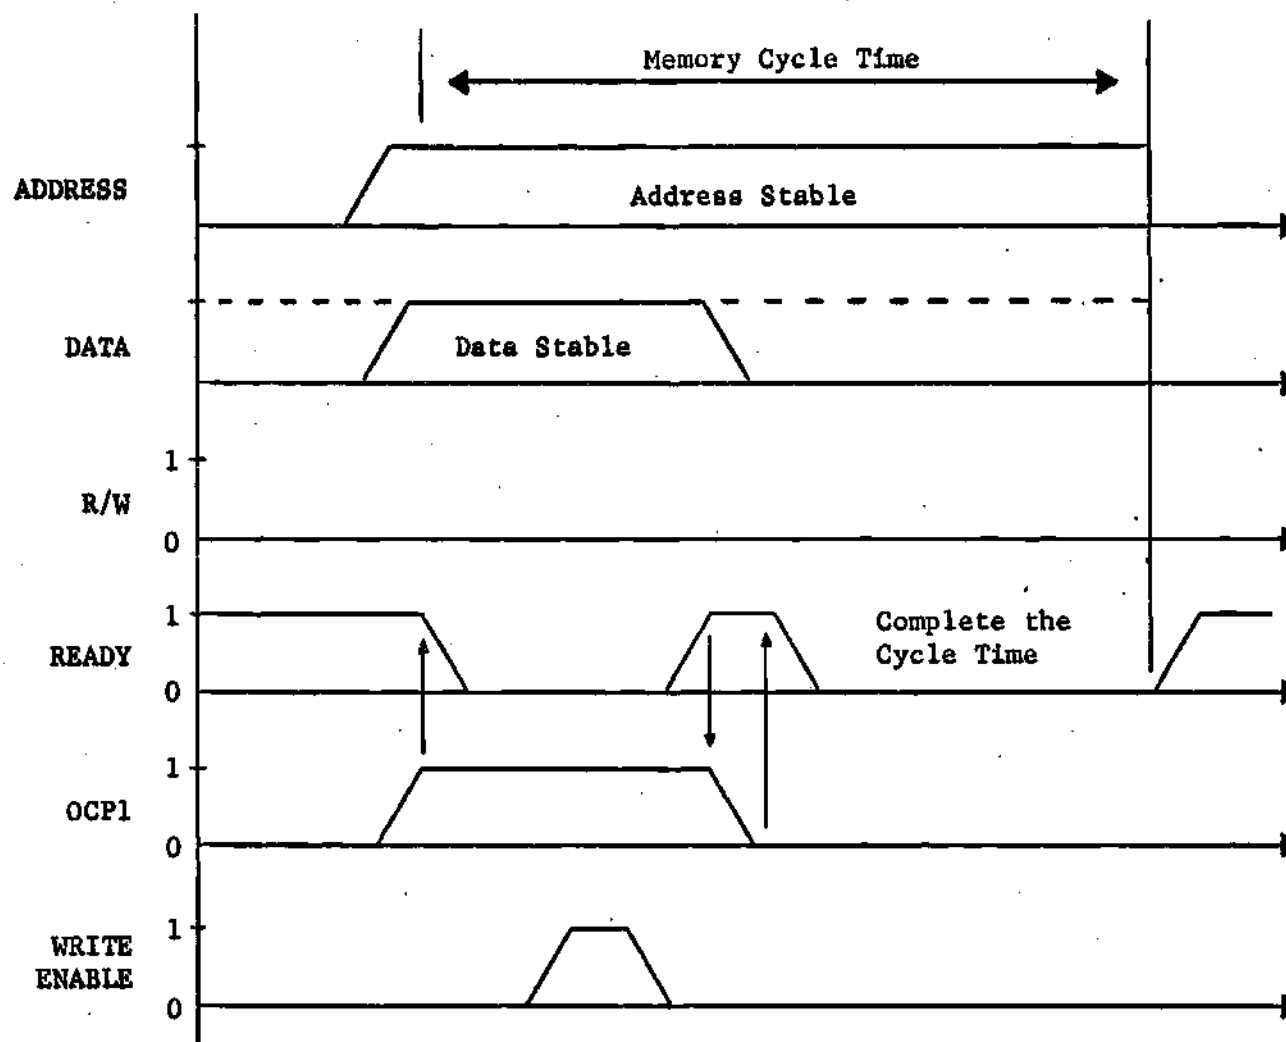 Memory Cycle Time
ADDRESS
Address Stable
DATA
Data Stable
1
R/W
0
1
READY
0
Complete the
Cycle Time
1
OCP1
0
1
WRITE
ENABLE
0